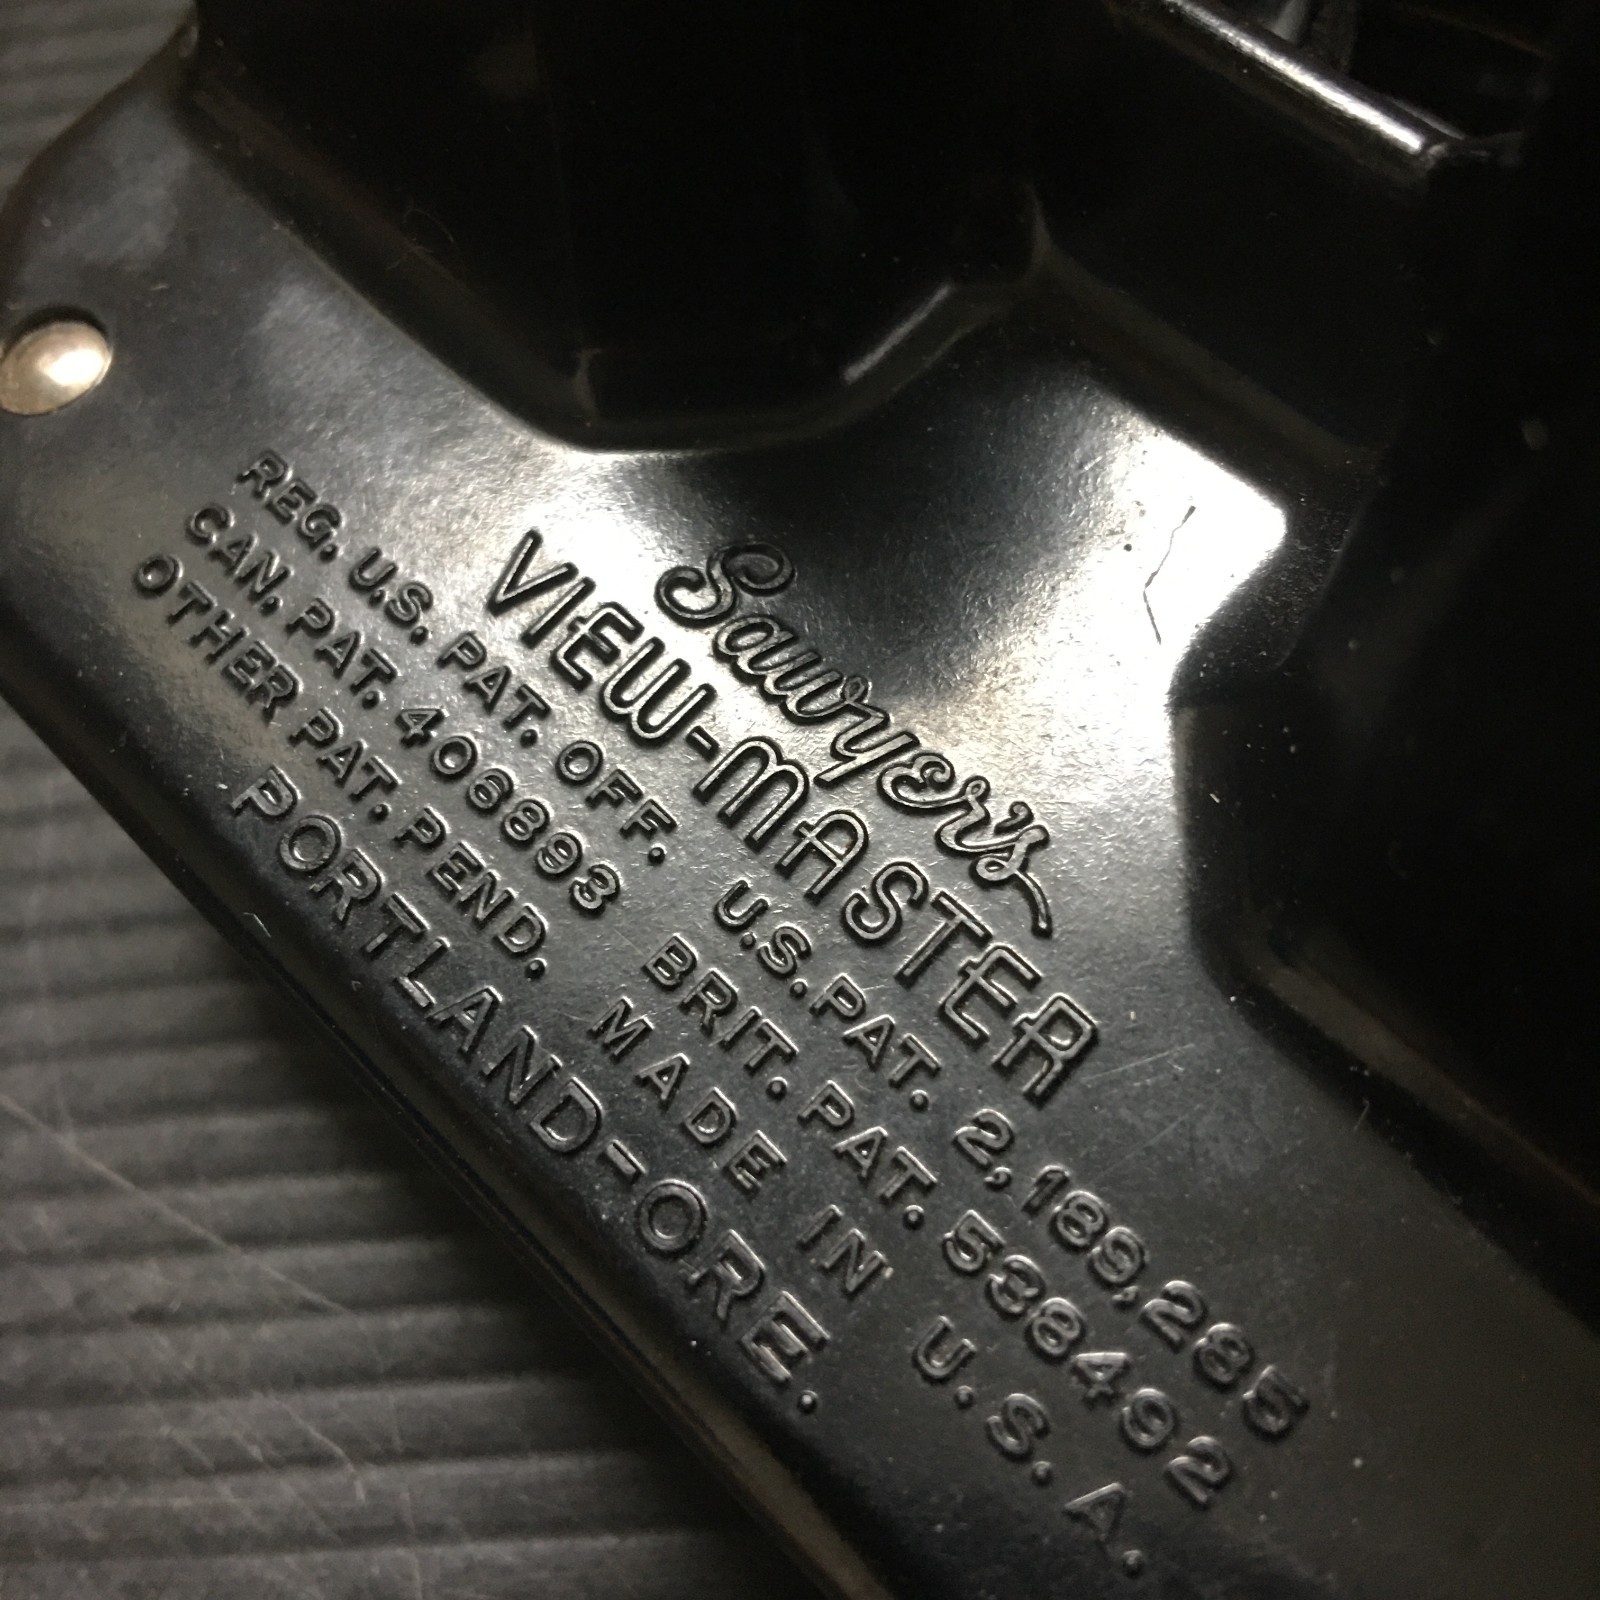 Sawyer's
VIEW-MASTER
REG. U.S. PAT. OFF. U.S. PAT. 2,189,285
CAN. PAT. 406893 BRIT. PAT. 538492
OTHER PAT. PEND. MADE IN U.S.A.
PORTLAND-ORE.